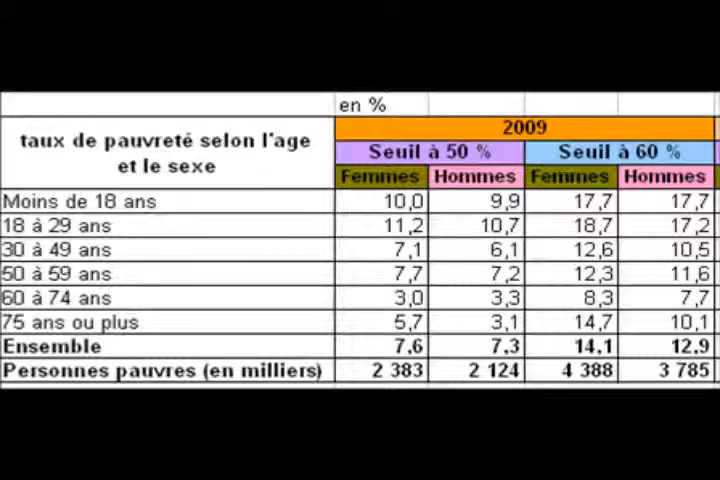 en %
taux de pauvreté selon l'age
et le sexe
2009
Seuil à 50 % Seuil à 60 %
Femmes Hommes Femmes Hommes
Moins de 18 ans 10,0 9,9 17,7 17,7
18 à 29 ans 11,2 10,7 18,7 17,2
30 à 49 ans 7,1 6,1 12,6 10,5
50 à 59 ans 7,7 7,2 12,3 11,6
60 à 74 ans 3,0 3,3 8,3 7,7
75 ans ou plus 5,7 3,1 14,7 10,1
Ensemble 7,6 7,3 14,1 12,9
Personnes pauvres (en milliers) 2 383 2 124 4 388 3 785